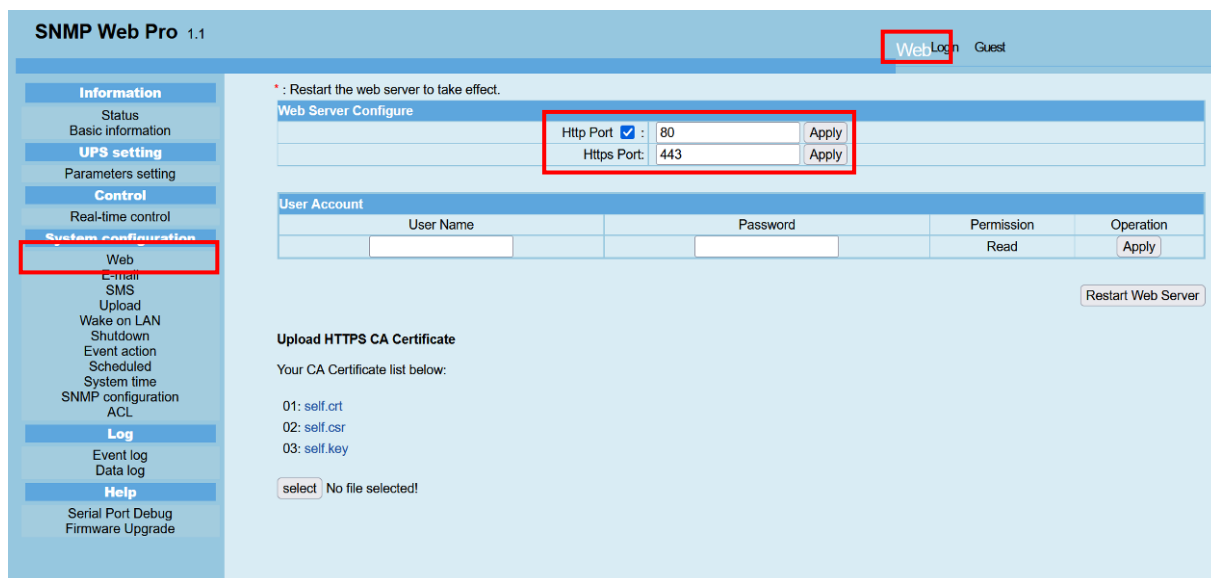 SNMP Web Pro 1.1
Web Login Guest
Information
Status
Basic information
UPS setting
Parameters setting
Control
Real-time control
System configuration
Web
E-mail
SMS
Upload
Wake on LAN
Shutdown
Event action
Scheduled
System time
SNMP configuration
ACL
Log
Event log
Data log
Help
Serial Port Debug
Firmware Upgrade
* : Restart the web server to take effect.
Web Server Configure
Http Port : 80 Apply
Https Port: 443 Apply
User Account
User Name Password Permission Operation
Read Apply
Restart Web Server
Upload HTTPS CA Certificate
Your CA Certificate list below:
01: self.crt
02: self.csr
03: self.key
select No file selected!